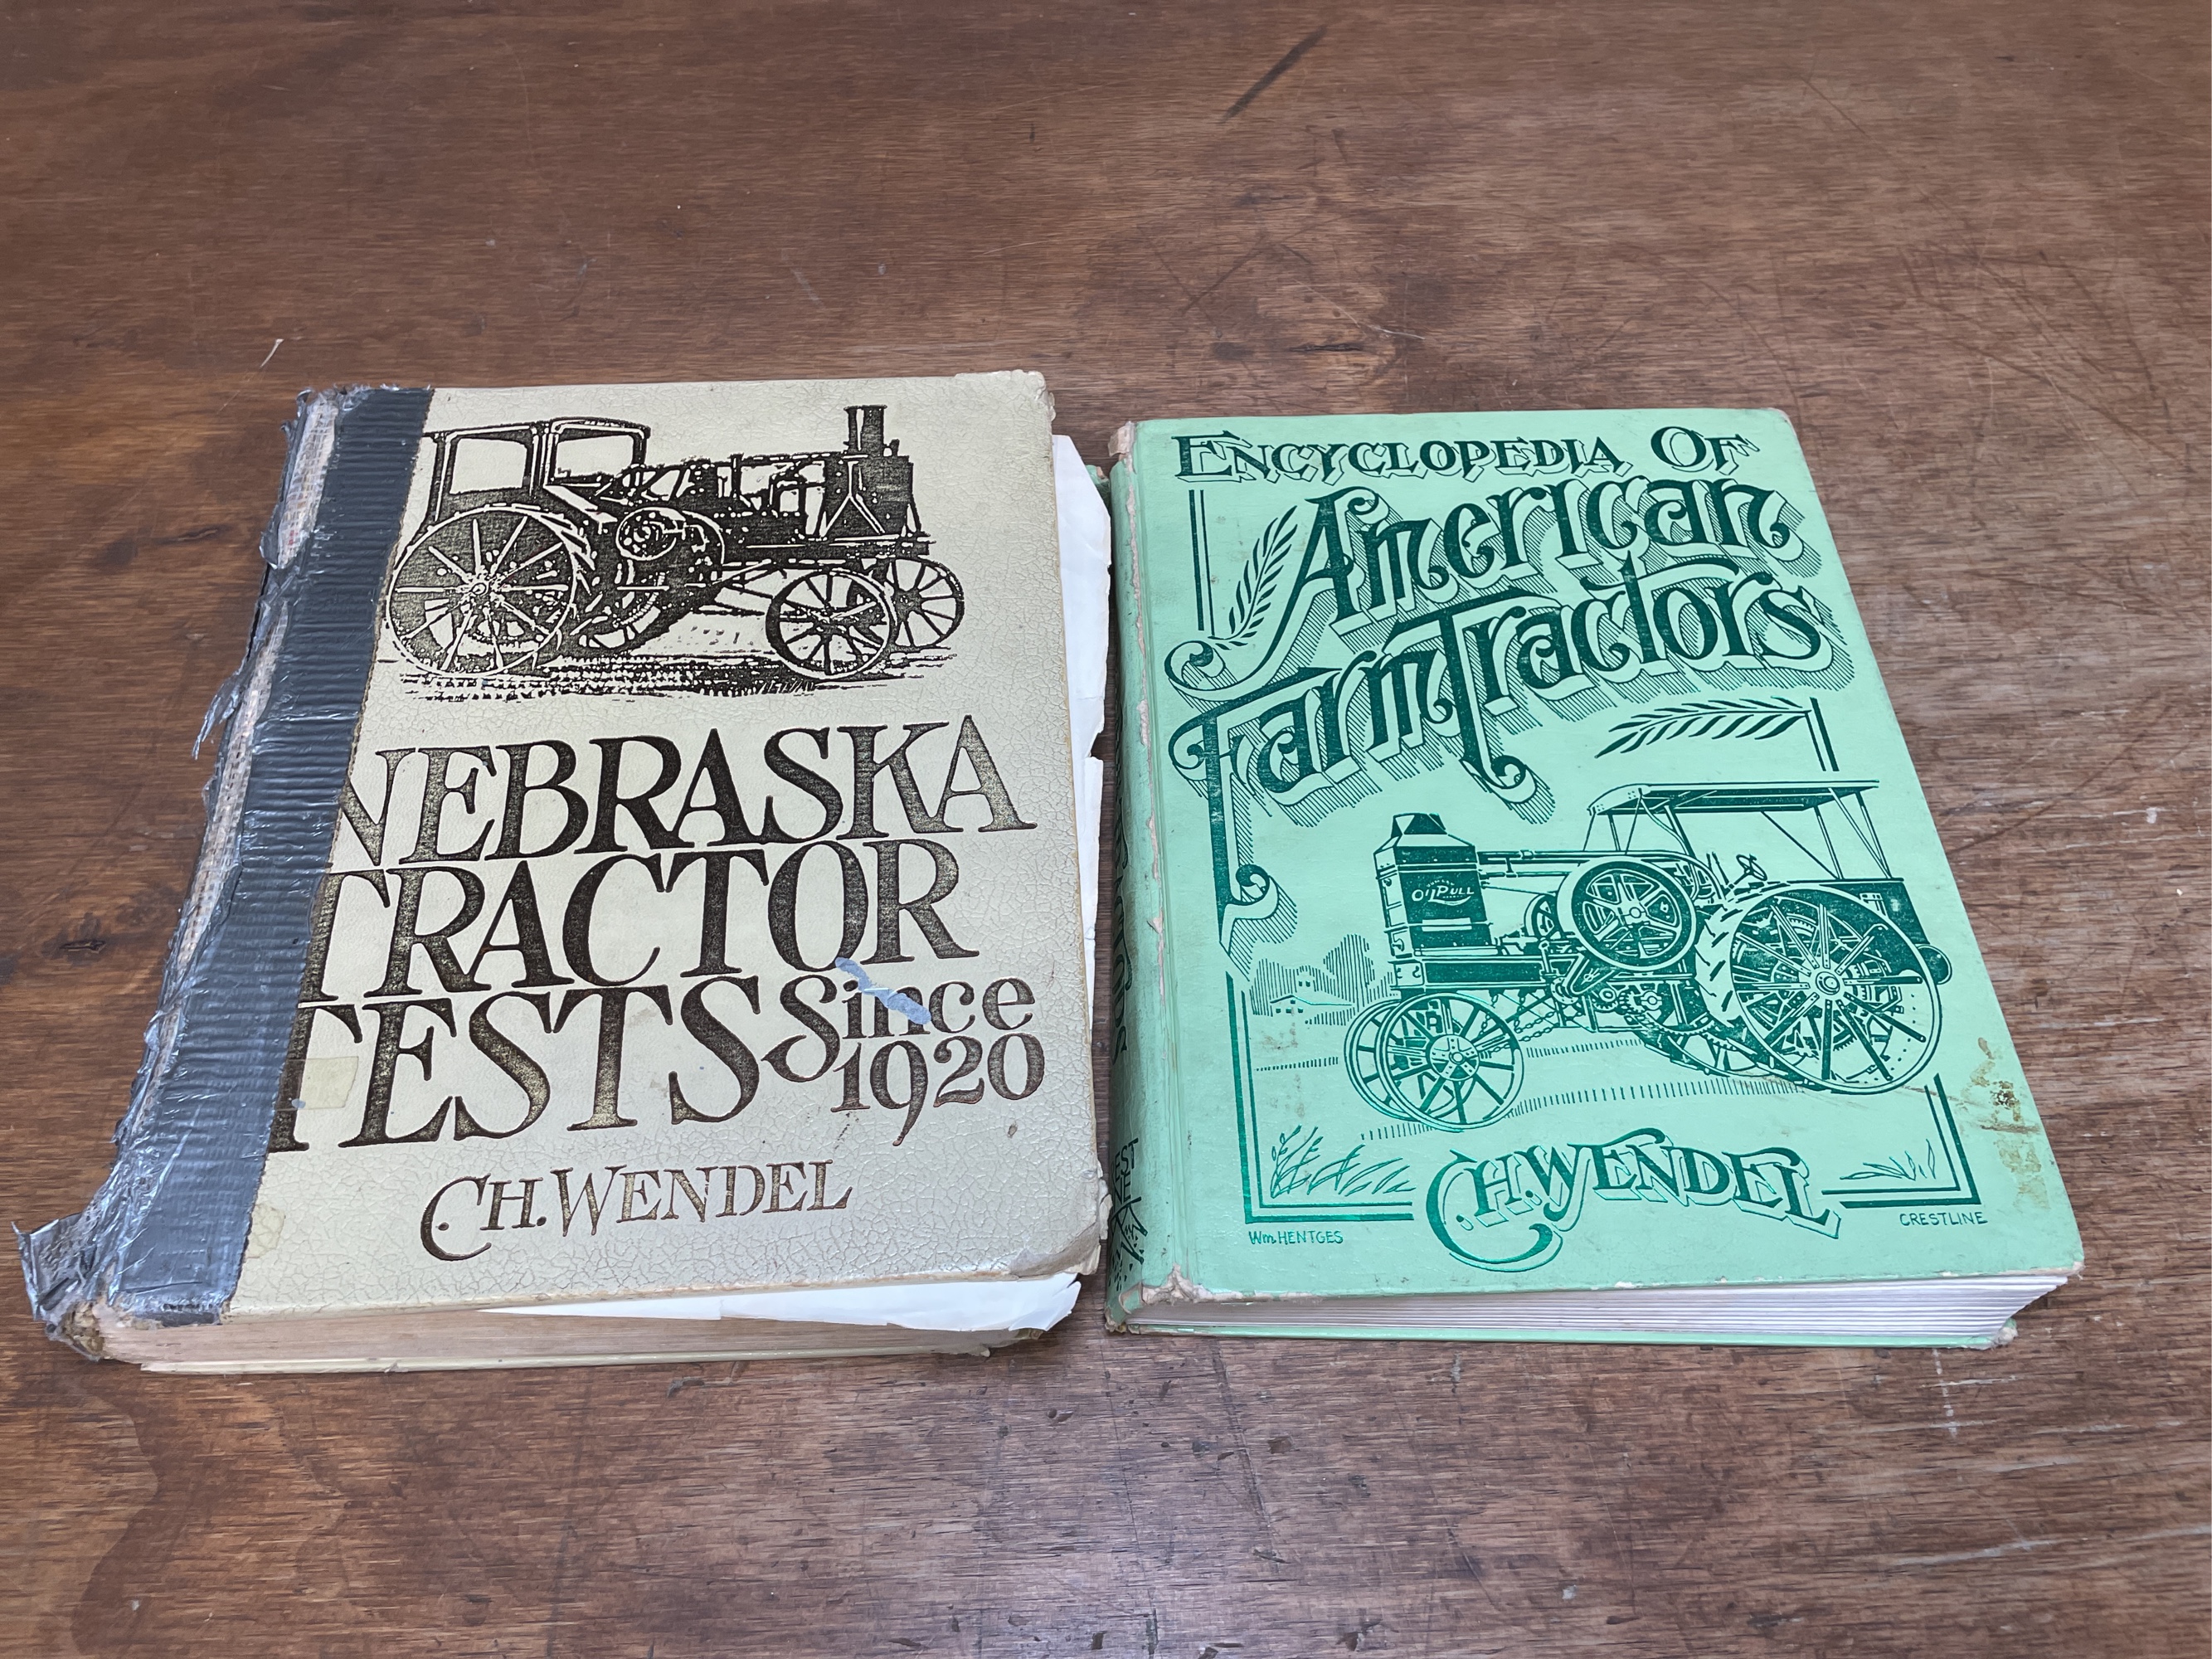 NEBRASKA
TRACTOR
TESTS Since
1920
C.H. WENDEL
ENCYCLOPEDIA OF
American
Farm Tractors
OilPULL
C.H. WENDEL
Wm HENTGES
CRESTLINE